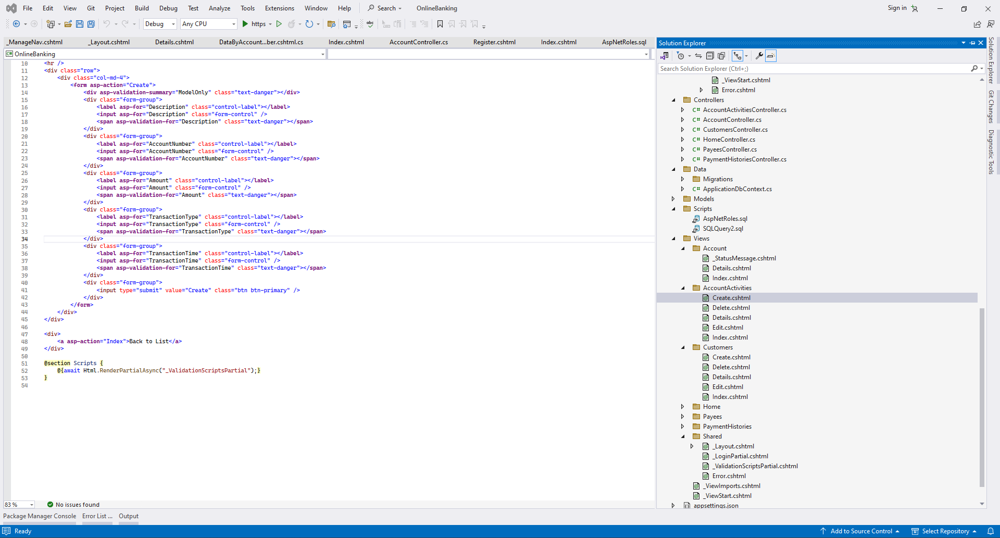 File Edit View Git Project Build Debug Test Analyze Tools Extensions Window Help Search OnlineBanking Sign in
Debug Any CPU https
_ManageNav.cshtml _Layout.cshtml Details.cshtml DataByAccount...ber.cshtml.cs Index.cshtml AccountController.cs Register.cshtml Index.cshtml AspNetRoles.sql
C# OnlineBanking
10 <hr />
11 <div class="row">
12 <div class="col-md-4">
13 <form asp-action="Create">
14 <div asp-validation-summary="ModelOnly" class="text-danger"></div>
15 <div class="form-group">
16 <label asp-for="Description" class="control-label"></label>
17 <input asp-for="Description" class="form-control" />
18 <span asp-validation-for="Description" class="text-danger"></span>
19 </div>
20 <div class="form-group">
21 <label asp-for="AccountNumber" class="control-label"></label>
22 <input asp-for="AccountNumber" class="form-control" />
23 <span asp-validation-for="AccountNumber" class="text-danger"></span>
24 </div>
25 <div class="form-group">
26 <label asp-for="Amount" class="control-label"></label>
27 <input asp-for="Amount" class="form-control" />
28 <span asp-validation-for="Amount" class="text-danger"></span>
29 </div>
30 <div class="form-group">
31 <label asp-for="TransactionType" class="control-label"></label>
32 <input asp-for="TransactionType" class="form-control" />
33 <span asp-validation-for="TransactionType" class="text-danger"></span>
34 </div>
35 <div class="form-group">
36 <label asp-for="TransactionTime" class="control-label"></label>
37 <input asp-for="TransactionTime" class="form-control" />
38 <span asp-validation-for="TransactionTime" class="text-danger"></span>
39 </div>
40 <div class="form-group">
41 <input type="submit" value="Create" class="btn btn-primary" />
42 </div>
43 </form>
44 </div>
45 </div>
46
47 <div>
48 <a asp-action="Index">Back to List</a>
49 </div>
50
51 @section Scripts {
52 @{await Html.RenderPartialAsync("_ValidationScriptsPartial");}
53 }
54
83 % No issues found
Solution Explorer
Search Solution Explorer (Ctrl+;)
_ViewStart.cshtml
Error.cshtml
Controllers
C# AccountActivitiesController.cs
C# AccountController.cs
C# CustomersController.cs
C# HomeController.cs
C# PayeesController.cs
C# PaymentHistoriesController.cs
Data
Migrations
C# ApplicationDbContext.cs
Models
Scripts
AspNetRoles.sql
SQLQuery2.sql
Views
Account
_StatusMessage.cshtml
Details.cshtml
Index.cshtml
AccountActivities
Create.cshtml
Delete.cshtml
Details.cshtml
Edit.cshtml
Index.cshtml
Customers
Create.cshtml
Delete.cshtml
Details.cshtml
Edit.cshtml
Index.cshtml
Home
Payees
PaymentHistories
Shared
_Layout.cshtml
_LoginPartial.cshtml
_ValidationScriptsPartial.cshtml
Error.cshtml
_ViewImports.cshtml
_ViewStart.cshtml
appsettings.json
Solution Explorer
Git Changes
Diagnostic Tools
Package Manager Console Error List ... Output
Ready Add to Source Control Select Repository